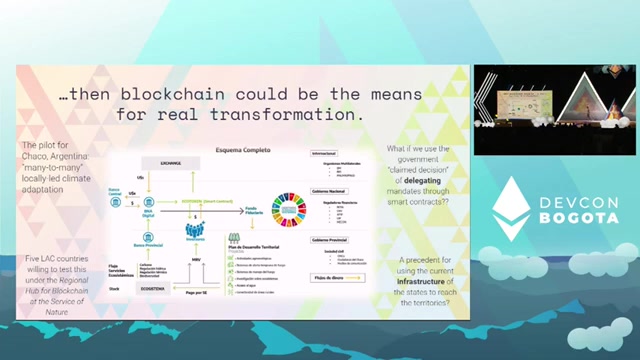 …then blockchain could be the means
for real transformation.
The pilot for
Chaco, Argentina:
"many-to-many"
locally-led climate
adaptation
Five LAC countries
willing to test this
under the Regional
Hub for Blockchain
at the Service of
Nature
Esquema Completo
EXCHANGE
Banco Central
U$s
U$s
BNA
Digital
$
(Smart Contract)
Fondo
Fiduciario
Banco Provincial
Flujo
Servicios
Ecosistémicos
Stock
ECOSISTEMA
MRV
Pago por SE
Plan de Desarrollo Territorial
Internacional
Organismos Multilaterales
Gobierno Nacional
Gobierno Provincial
Flujos de dinero
What if we use the
government
"claimed decision"
of delegating
mandates through
smart contracts??
A precedent for
using the current
infrastructure of
the states to reach
the territories?
DEVCON
BOGOTA